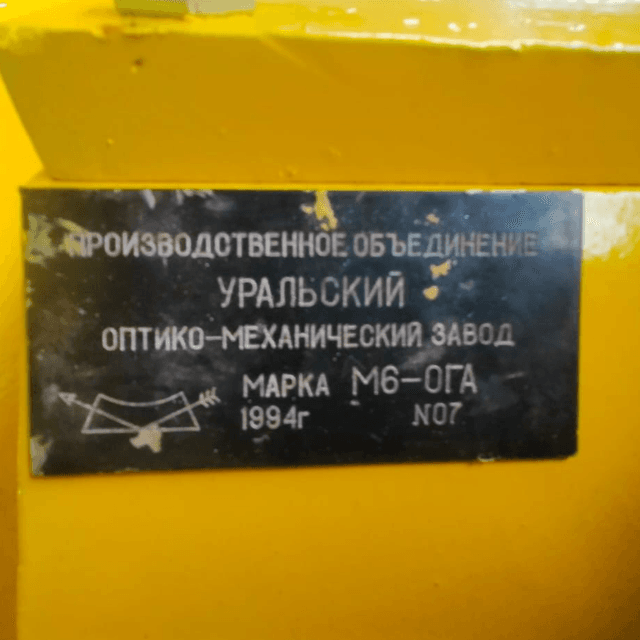 ПРОИЗВОДСТВЕННОЕ ОБЪЕДИНЕНИЕ
УРАЛЬСКИЙ
ОПТИКО-МЕХАНИЧЕСКИЙ ЗАВОД
МАРКА М6-ОГА
1994г N07